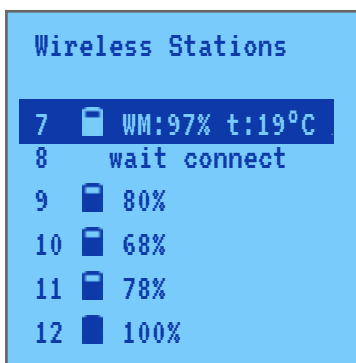 Wireless Stations
7 WM:97% t:19°C
8 wait connect
9 80%
10 68%
11 78%
12 100%